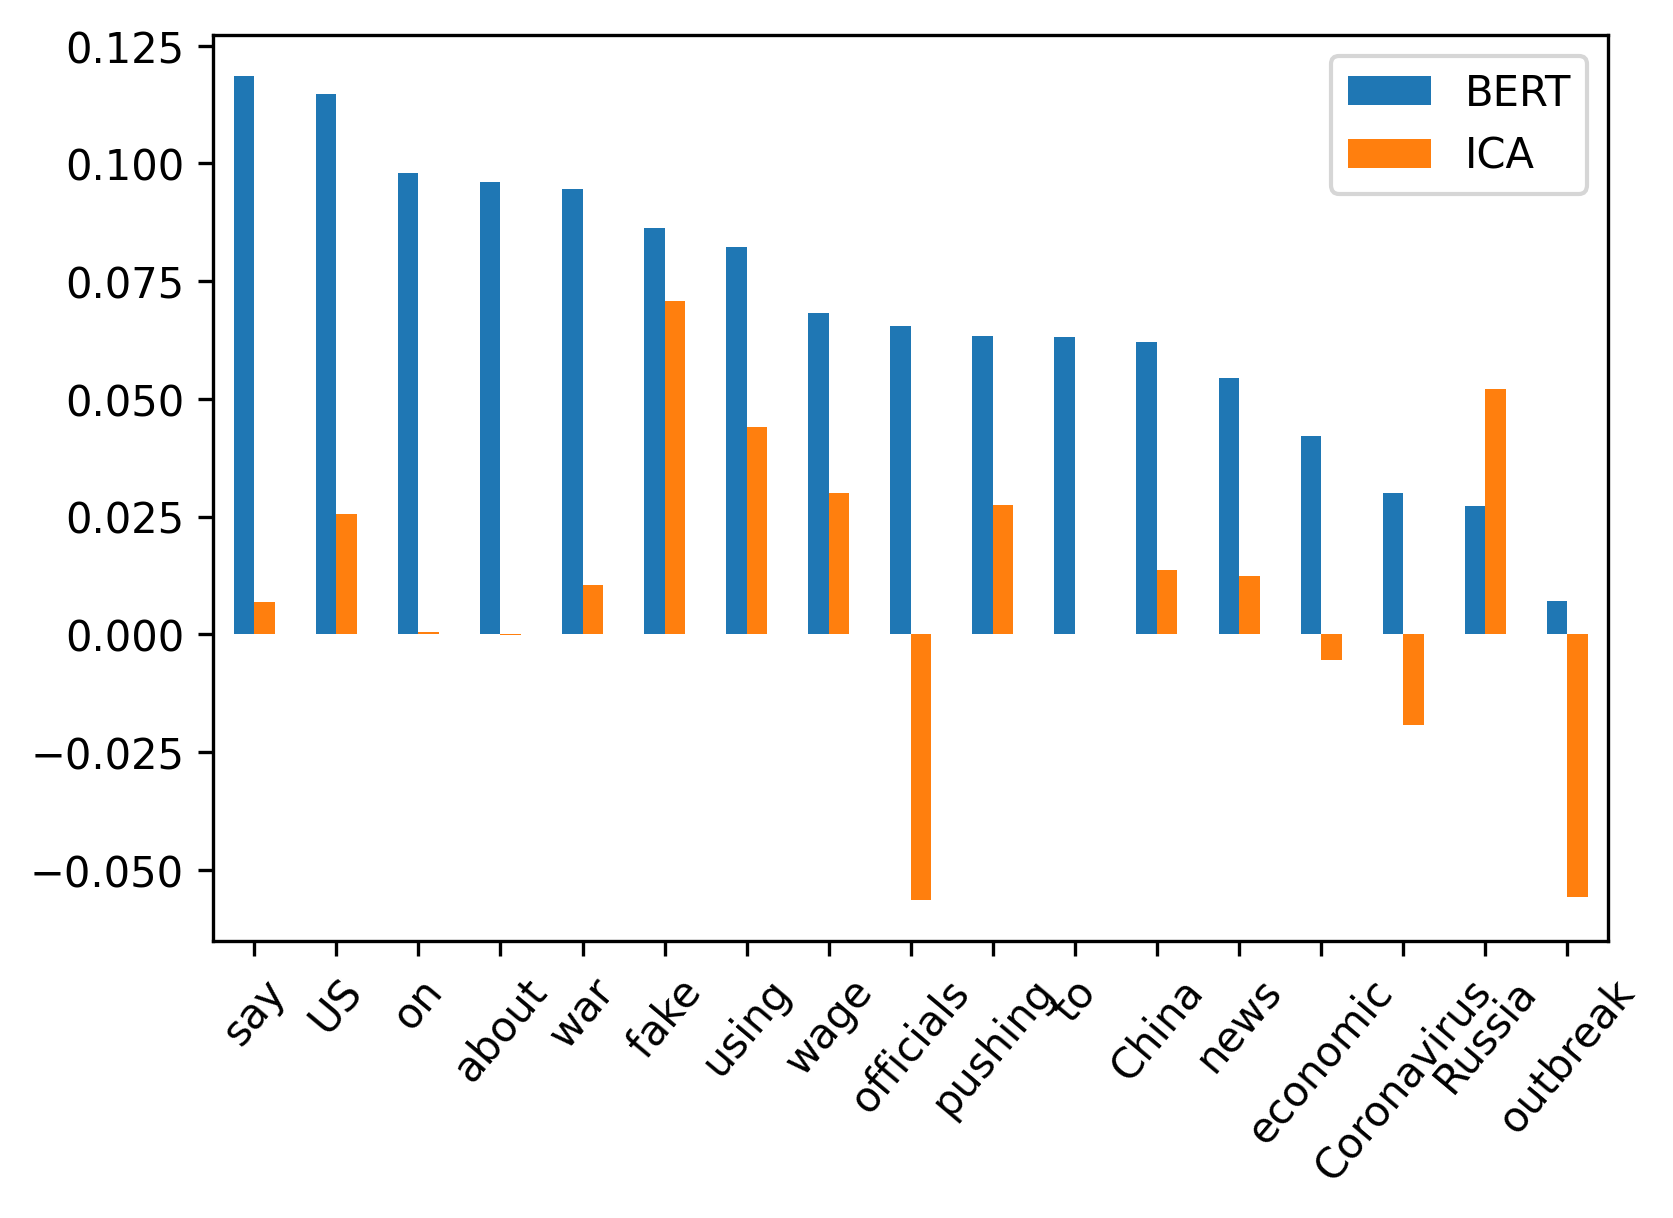 0.125
0.100
0.075
0.050
0.025
0.000
−0.025
−0.050
BERT
ICA
say
US
on
about
war
fake
using
wage
officials
pushing
to
China
news
economic
Coronavirus
Russia
outbreak